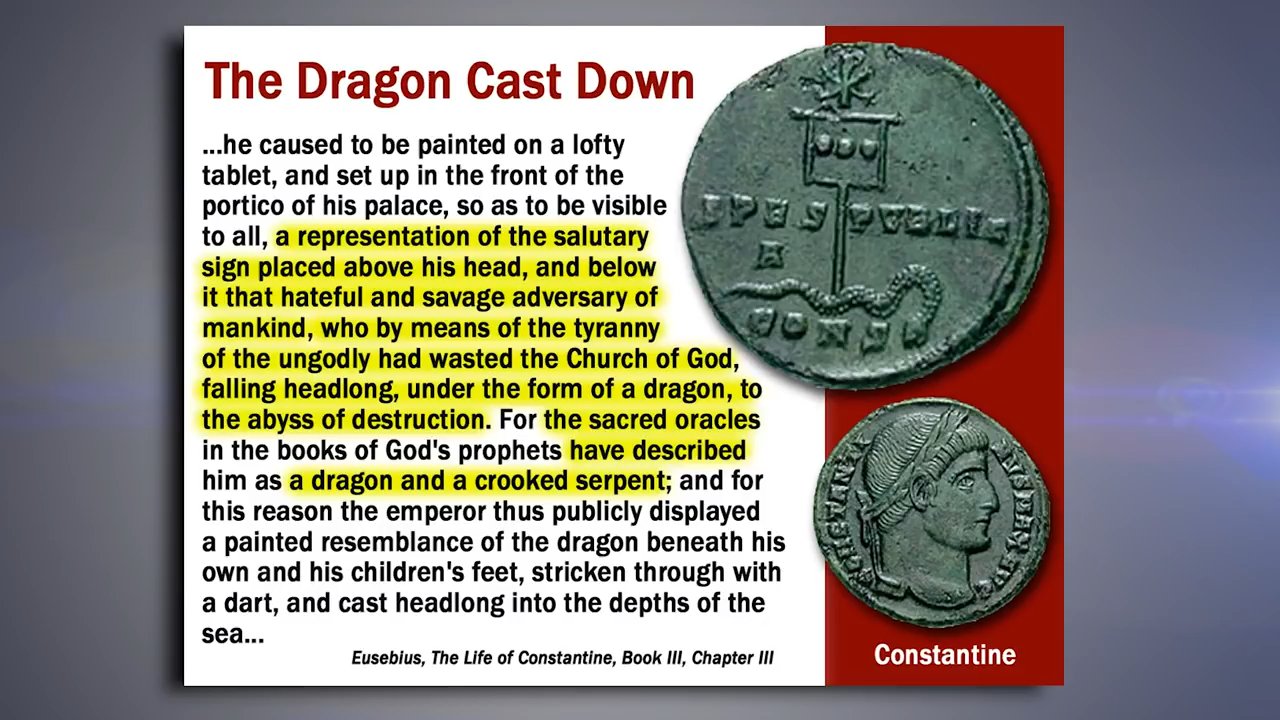 The Dragon Cast Down
...he caused to be painted on a lofty
tablet, and set up in the front of the
portico of his palace, so as to be visible
to all, a representation of the salutary
sign placed above his head, and below
it that hateful and savage adversary of
mankind, who by means of the tyranny
of the ungodly had wasted the Church of God,
falling headlong, under the form of a dragon, to
the abyss of destruction. For the sacred oracles
in the books of God's prophets have described
him as a dragon and a crooked serpent; and for
this reason the emperor thus publicly displayed
a painted resemblance of the dragon beneath his
own and his children's feet, stricken through with
a dart, and cast headlong into the depths of the
sea...
Eusebius, The Life of Constantine, Book III, Chapter III
SPES PVBLIC
A
CONS
CONSTANTI NVS MAX AVG
Constantine